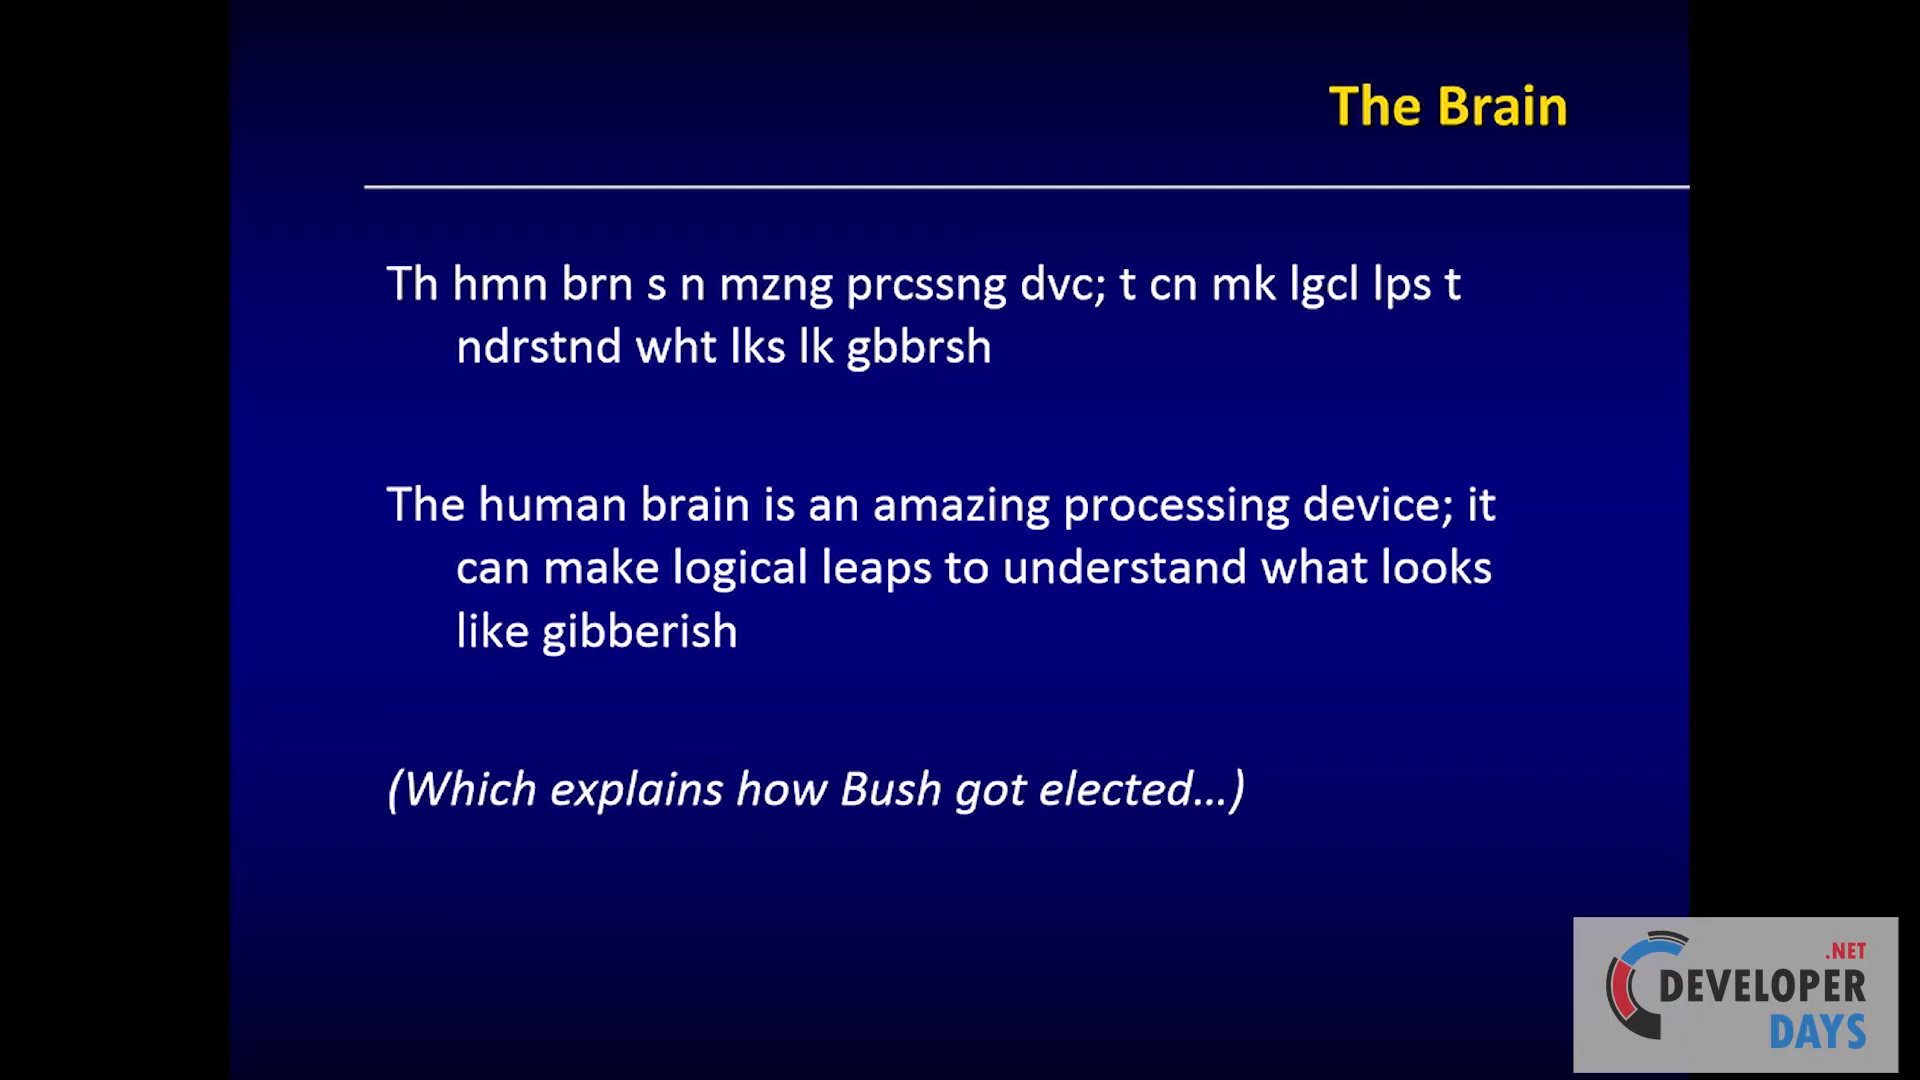 The Brain
Th hmn brn s n mzng prcssng dvc; t cn mk lgcl lps t
ndrstnd wht lks lk gbbrsh
The human brain is an amazing processing device; it
can make logical leaps to understand what looks
like gibberish
(Which explains how Bush got elected...)
.NET
DEVELOPER
DAYS